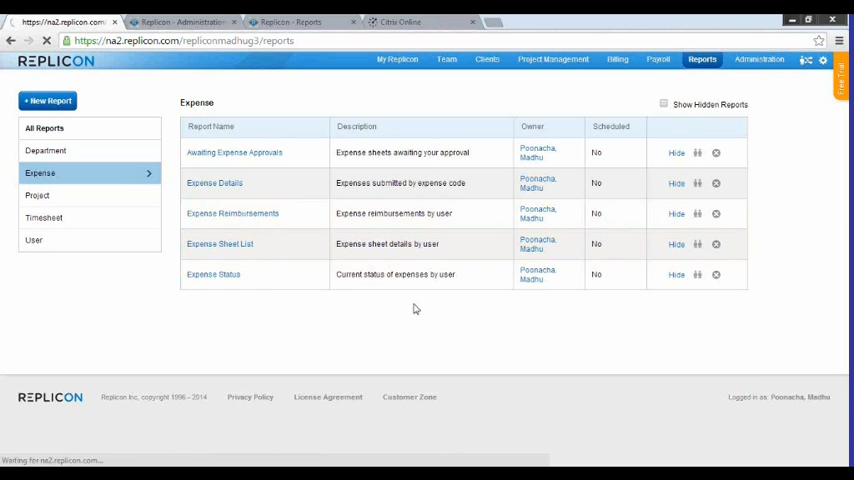 https://na2.replicon.com/
Replicon - Administration
Replicon - Reports
Citrix Online
https://na2.replicon.com/repliconmadhug3/reports
REPLICON
My Replicon
Team
Clients
Project Management
Billing
Payroll
Reports
Administration
Free Trial
+ New Report
Expense
Show Hidden Reports
All Reports
Department
Expense
Project
Timesheet
User
Report Name
Description
Owner
Scheduled
Awaiting Expense Approvals
Expense sheets awaiting your approval
Poonacha,
Madhu
No
Hide
Expense Details
Expenses submitted by expense code
Poonacha,
Madhu
No
Hide
Expense Reimbursements
Expense reimbursements by user
Poonacha,
Madhu
No
Hide
Expense Sheet List
Expense sheet details by user
Poonacha,
Madhu
No
Hide
Expense Status
Current status of expenses by user
Poonacha,
Madhu
No
Hide
REPLICON
Replicon Inc, copyright 1996 - 2014
Privacy Policy
License Agreement
Customer Zone
Logged in as: Poonacha, Madhu
Waiting for na2.replicon.com...